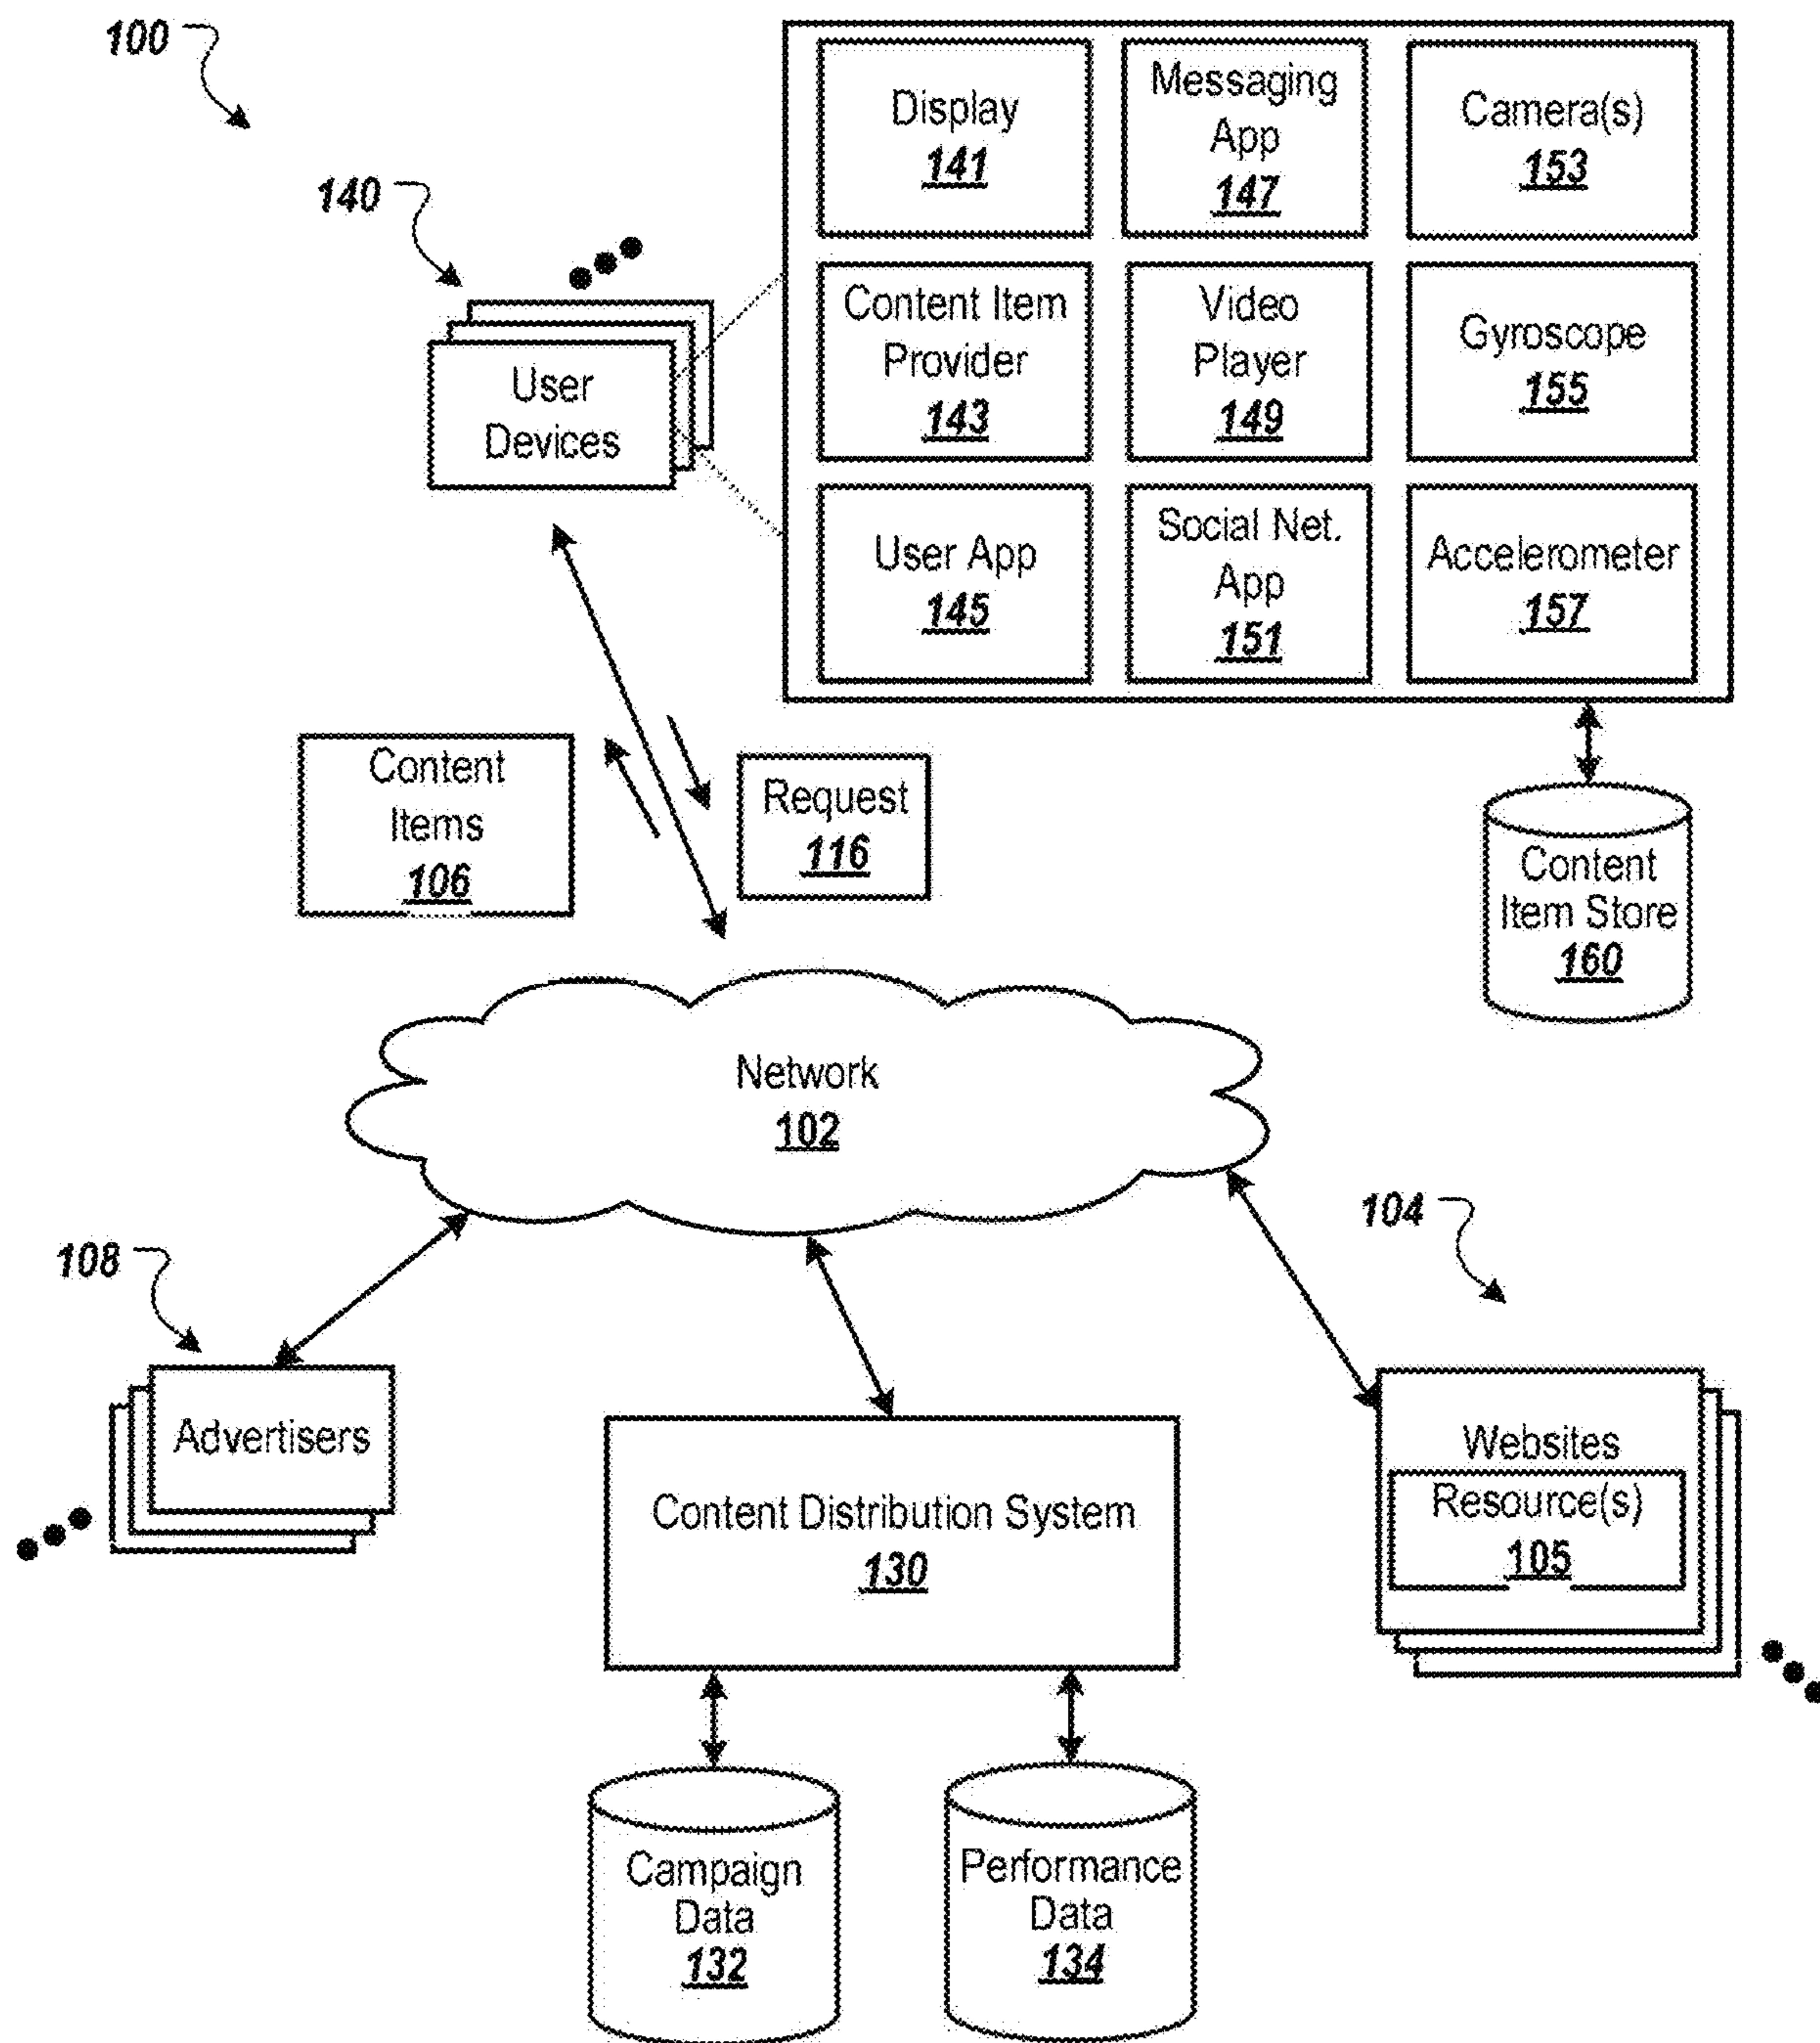 100
140
Display
141
Messaging
App
147
Camera(s)
153
Content Item
Provider
143
Video
Player
149
Gyroscope
155
User App
145
Social Net.
App
151
Accelerometer
157
User
Devices
Content
Items
106
Request
116
Content
Item Store
160
Network
102
108
104
Advertisers
Content Distribution System
130
Websites
Resource(s)
105
Campaign
Data
132
Performance
Data
134